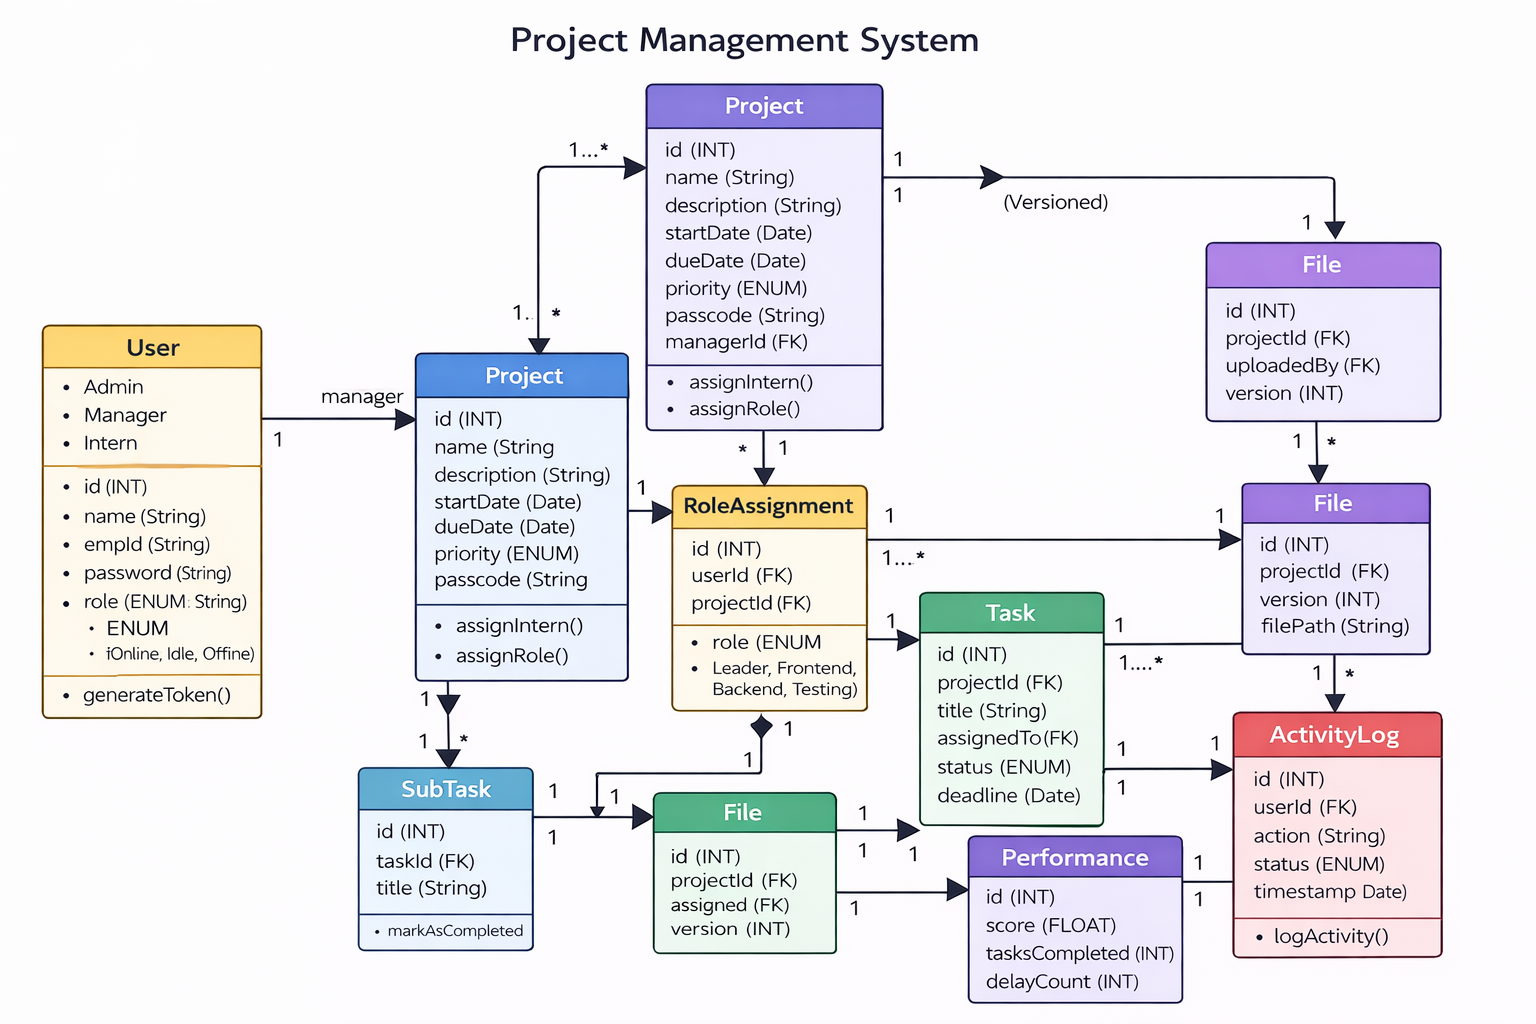 Project Management System
Project
id (INT)
name (String)
description (String)
startDate (Date)
dueDate (Date)
priority (ENUM)
passcode (String)
managerId (FK)
• assignIntern()
• assignRole()
1...*
1.. *
1
1
(Versioned)
1
File
id (INT)
projectId (FK)
uploadedBy (FK)
version (INT)
1 *
User
• Admin
• Manager
• Intern
• id (INT)
• name (String)
• empId (String)
• password (String)
• role (ENUM: String)
• ENUM
• iOnline, Idle, Offine)
• generateToken()
manager
1
Project
id (INT)
name (String
description (String)
startDate (Date)
dueDate (Date)
priority (ENUM)
passcode (String
• assignIntern()
• assignRole()
1
* 1
1
1 *
RoleAssignment
id (INT)
userId (FK)
projectId (FK)
• role (ENUM
• Leader, Frontend,
Backend, Testing)
1
1...*
1
1
1
1
File
id (INT)
projectId (FK)
version (INT)
filePath (String)
1 *
Task
id (INT)
projectId (FK)
title (String)
assignedTo (FK)
status (ENUM)
deadline (Date)
1
1....*
1
1
1
SubTask
id (INT)
taskId (FK)
title (String)
• markAsCompleted
1
1
1
File
id (INT)
projectId (FK)
assigned (FK)
version (INT)
1
1
1
1
Performance
id (INT)
score (FLOAT)
tasksCompleted (INT)
delayCount (INT)
1
1
ActivityLog
id (INT)
userId (FK)
action (String)
status (ENUM)
timestamp Date)
• logActivity()